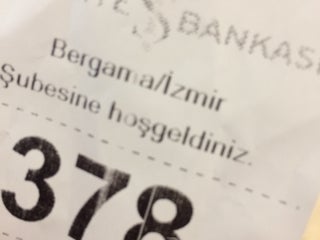 BANKASI
Bergama/İzmir
Şubesine hoşgeldiniz.
378